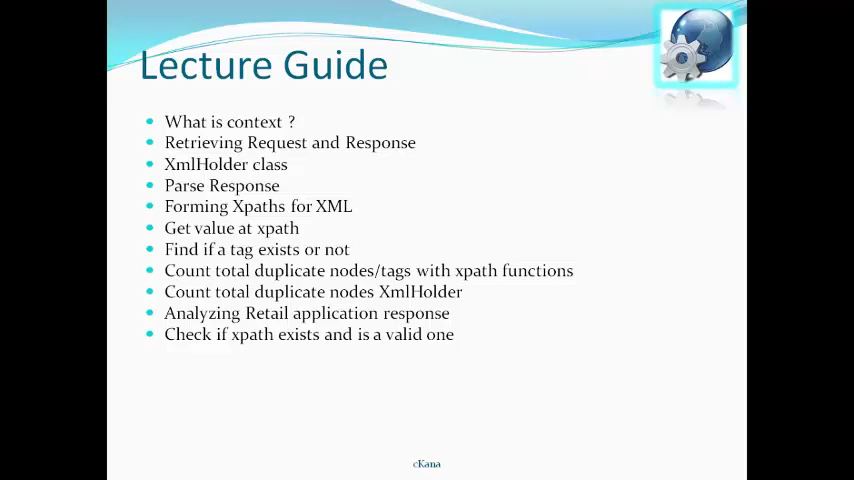 Lecture Guide
What is context ?
Retrieving Request and Response
XmlHolder class
Parse Response
Forming Xpaths for XML
Get value at xpath
Find if a tag exists or not
Count total duplicate nodes/tags with xpath functions
Count total duplicate nodes XmlHolder
Analyzing Retail application response
Check if xpath exists and is a valid one
cKana